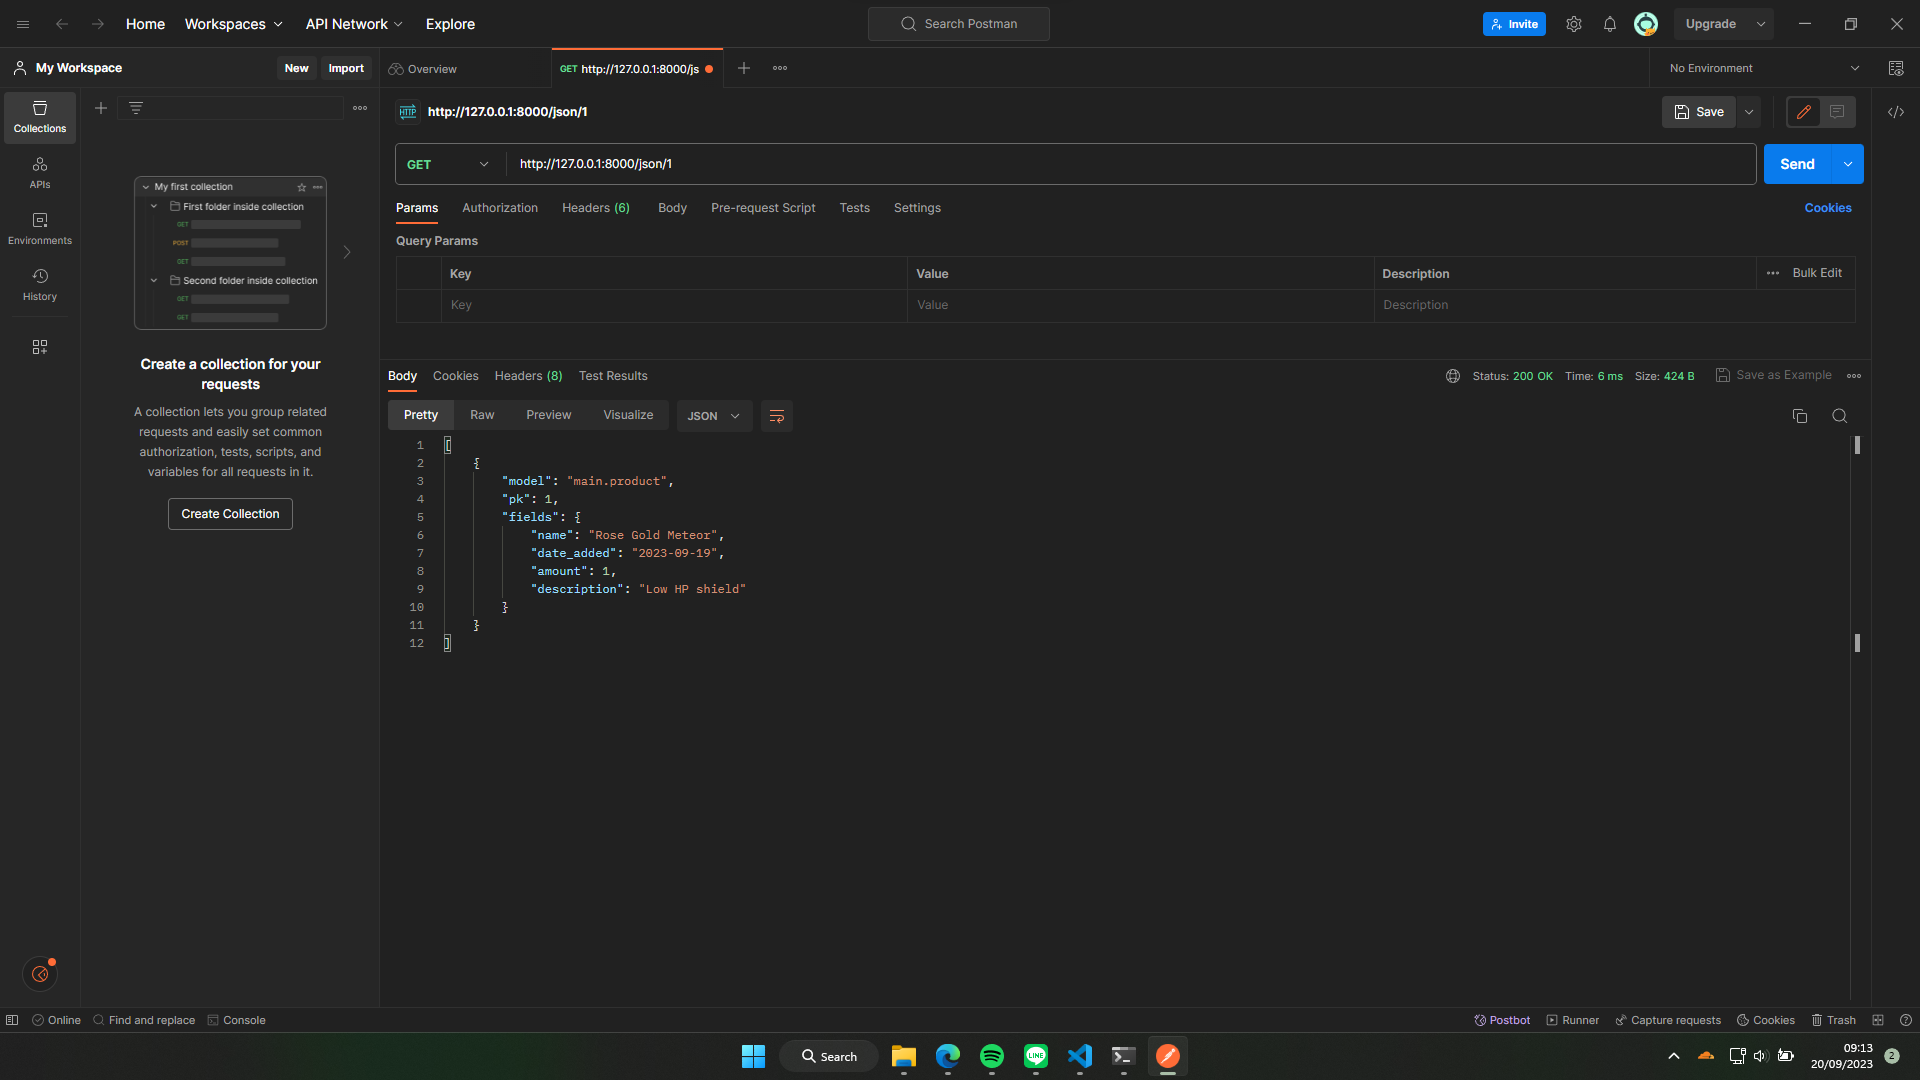 Home Workspaces API Network Explore Search Postman Invite Upgrade
My Workspace New Import Overview GET http://127.0.0.1:8000/js No Environment
HTTP http://127.0.0.1:8000/json/1 Save
Collections
APIs
Environments
History
My first collection
First folder inside collection
GET
POST
GET
Second folder inside collection
GET
GET
Create a collection for your
requests
A collection lets you group related
requests and easily set common
authorization, tests, scripts, and
variables for all requests in it.
Create Collection
GET http://127.0.0.1:8000/json/1 Send
Params Authorization Headers (6) Body Pre-request Script Tests Settings Cookies
Query Params
Key Value Description Bulk Edit
Key Value Description
Body Cookies Headers (8) Test Results Status: 200 OK Time: 6 ms Size: 424 B Save as Example
Pretty Raw Preview Visualize JSON
1 [
2 {
3 "model": "main.product",
4 "pk": 1,
5 "fields": {
6 "name": "Rose Gold Meteor",
7 "date_added": "2023-09-19",
8 "amount": 1,
9 "description": "Low HP shield"
10 }
11 }
12 ]
Online Find and replace Console Postbot Runner Capture requests Cookies Trash
Search LINE 09:13
20/09/2023 2